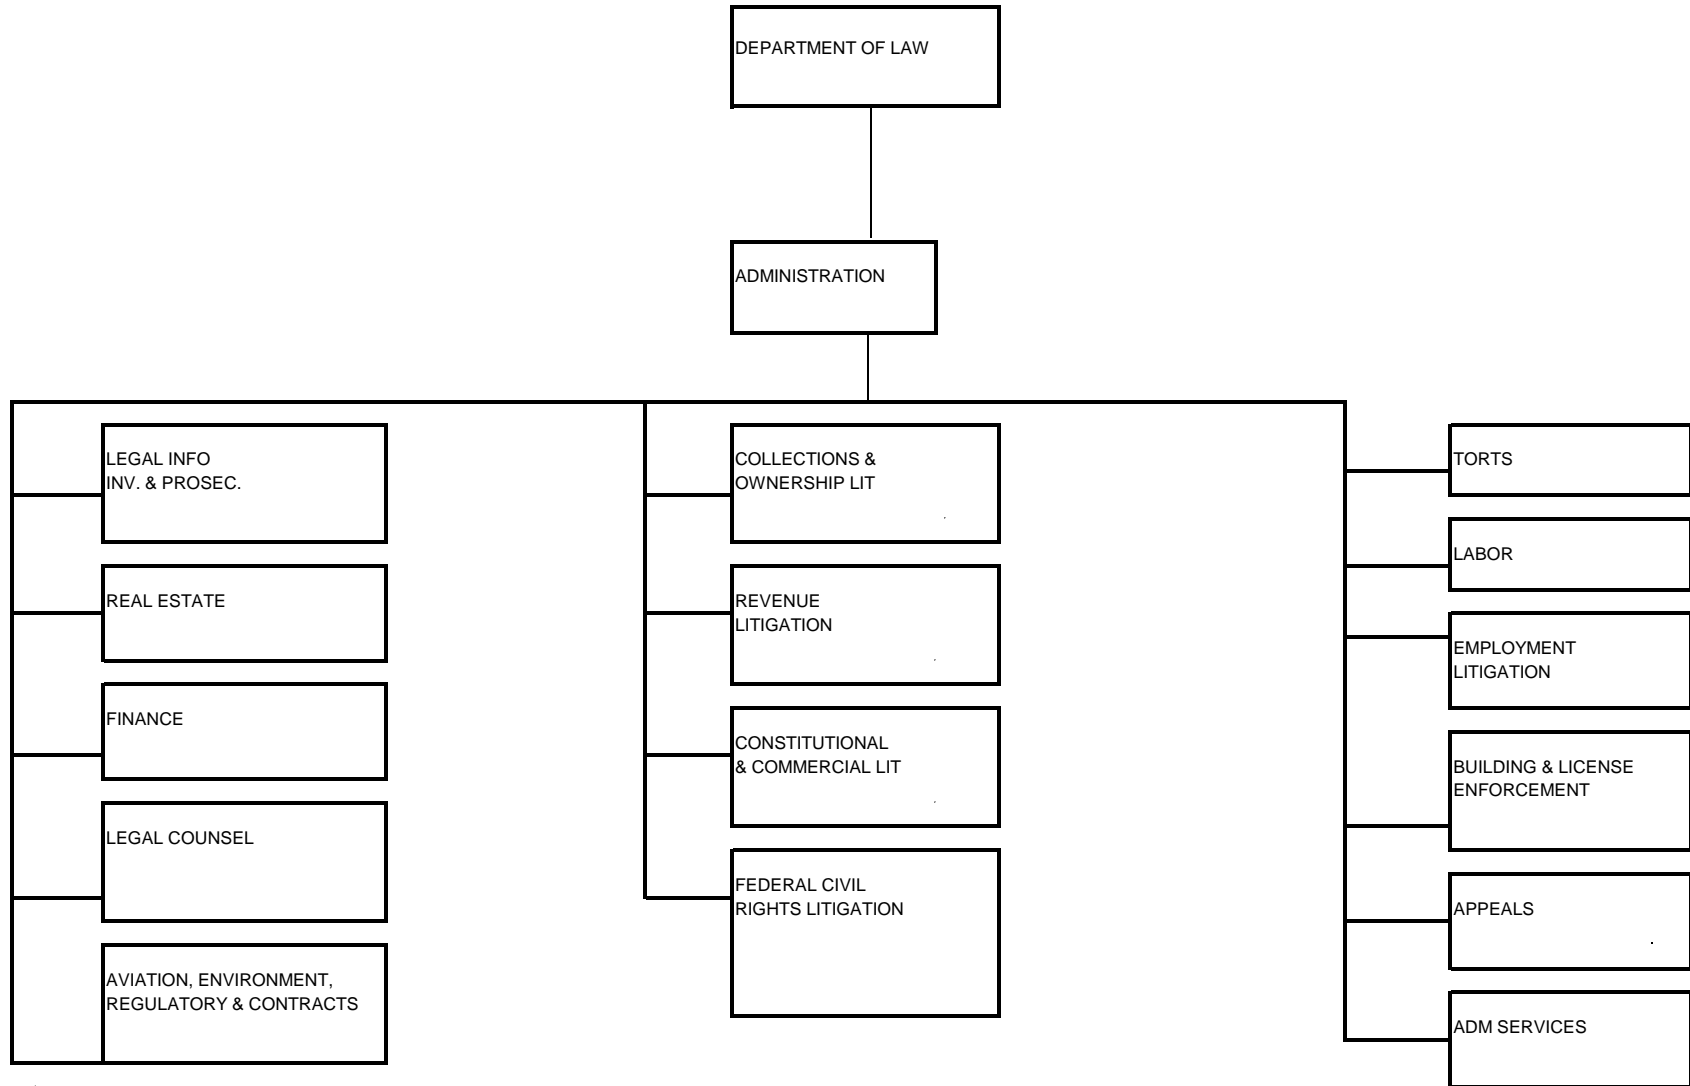 DEPARTMENT OF LAW
ADMINISTRATION
LEGAL INFO
INV. & PROSEC.
REAL ESTATE
FINANCE
LEGAL COUNSEL
AVIATION, ENVIRONMENT,
REGULATORY & CONTRACTS
COLLECTIONS &
OWNERSHIP LIT
REVENUE
LITIGATION
CONSTITUTIONAL
& COMMERCIAL LIT
FEDERAL CIVIL
RIGHTS LITIGATION
TORTS
LABOR
EMPLOYMENT
LITIGATION
BUILDING & LICENSE
ENFORCEMENT
APPEALS
ADM SERVICES